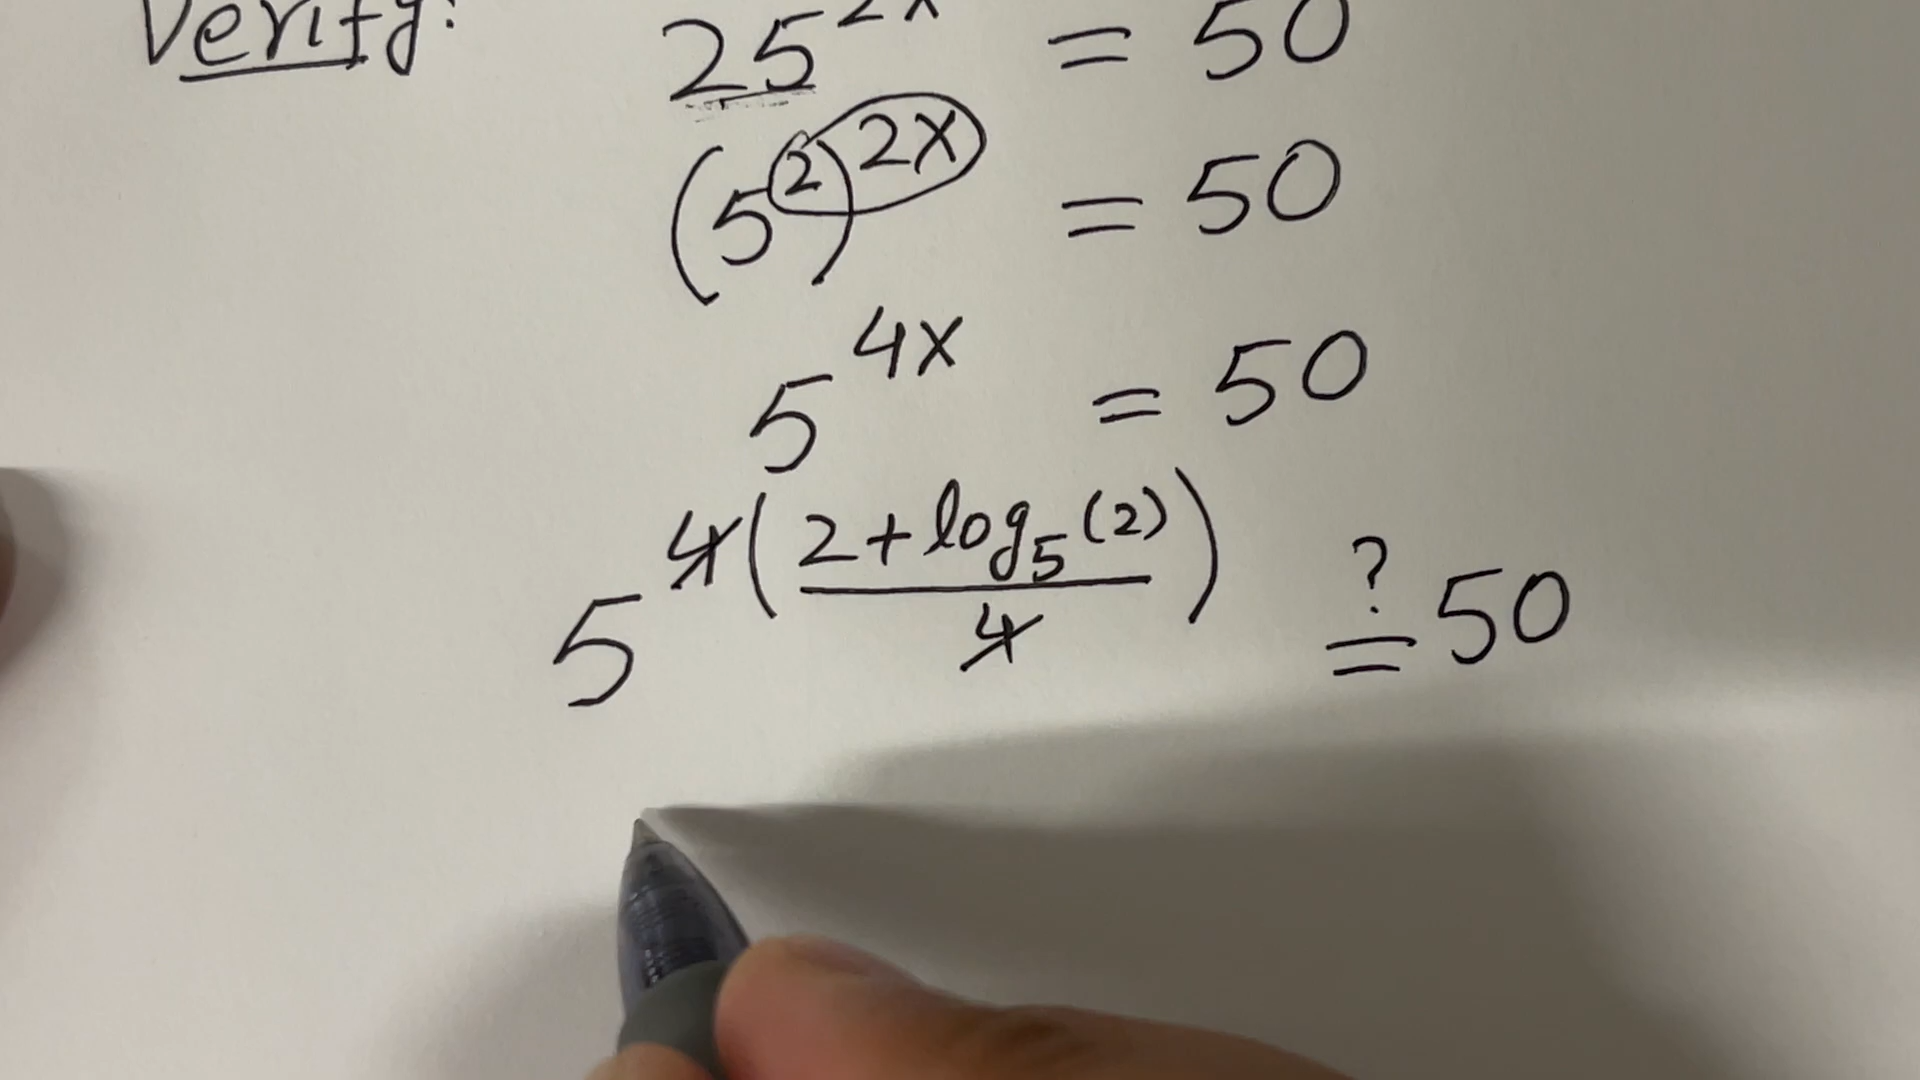 Verify: 25^2x = 50
(5^2)^2x = 50
5^4x = 50
5^4((2+log_5(2))/4) ?= 50